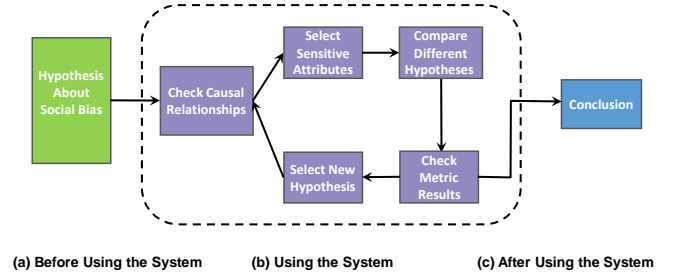 Hypothesis
About
Social Bias
Check Causal
Relationships
Select
Sensitive
Attributes
Compare
Different
Hypotheses
Select New
Hypothesis
Check
Metric
Results
Conclusion
(a) Before Using the System
(b) Using the System
(c) After Using the System